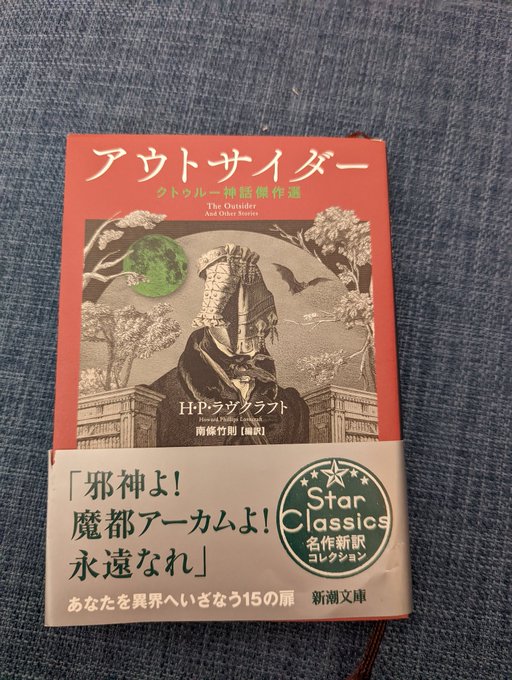 アウトサイダー
クトゥルー神話傑作選
The Outsider
And Other Stories
H・P・ラヴクラフト
Howard Phillips Lovecraft
南條竹則［編訳］
「邪神よ！
魔都アーカムよ！
永遠なれ」
あなたを異界へいざなう15の扉
Star
Classics
名作新訳
コレクション
新潮文庫